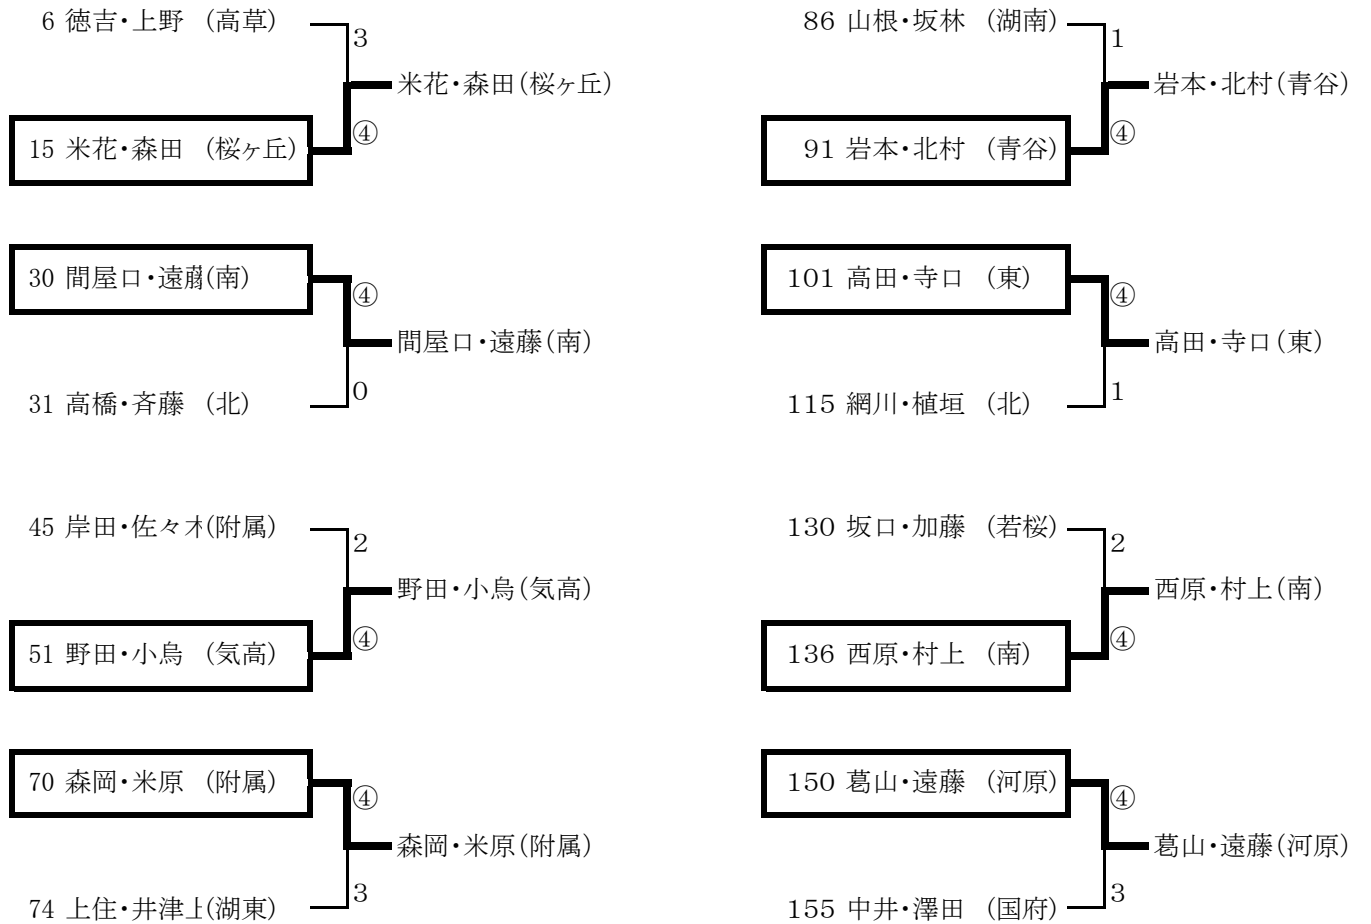 6 徳吉・上野 (高草)
3
米花・森田(桜ヶ丘)
④
15 米花・森田 (桜ヶ丘)
30 間屋口・遠藤(南)
④
間屋口・遠藤(南)
0
31 高橋・斉藤 (北)
45 岸田・佐々木(附属)
2
野田・小鳥(気高)
④
51 野田・小鳥 (気高)
70 森岡・米原 (附属)
④
森岡・米原(附属)
3
74 上住・井津上(湖東)
86 山根・坂林 (湖南)
1
岩本・北村(青谷)
④
91 岩本・北村 (青谷)
101 高田・寺口 (東)
④
高田・寺口(東)
1
115 網川・植垣 (北)
130 坂口・加藤 (若桜)
2
西原・村上(南)
④
136 西原・村上 (南)
150 葛山・遠藤 (河原)
④
葛山・遠藤(河原)
3
155 中井・澤田 (国府)